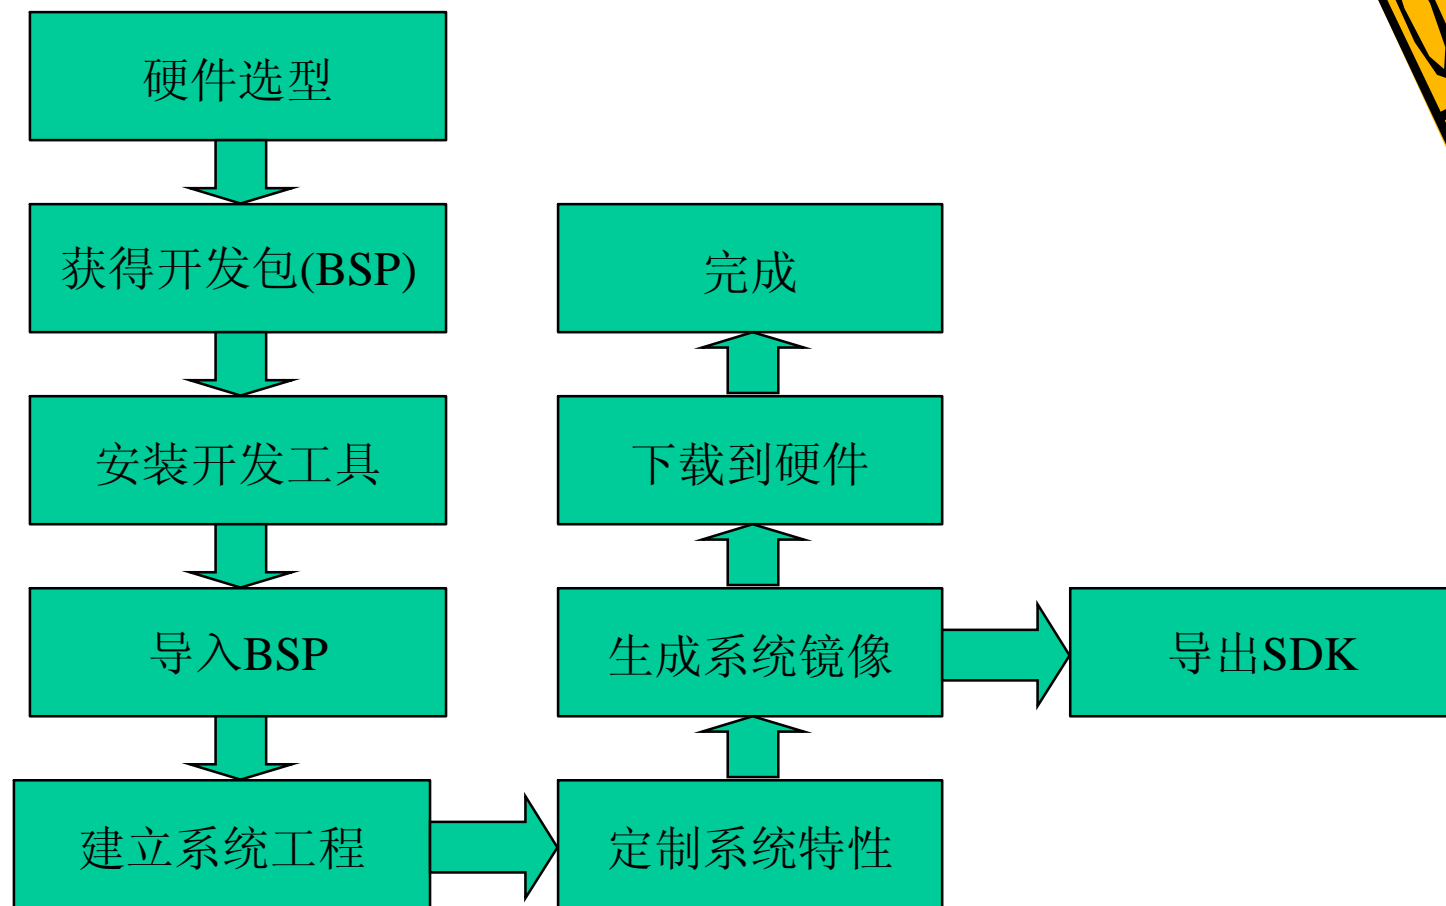 硬件选型
获得开发包(BSP)
安装开发工具
导入BSP
建立系统工程
定制系统特性
生成系统镜像
导出SDK
下载到硬件
完成